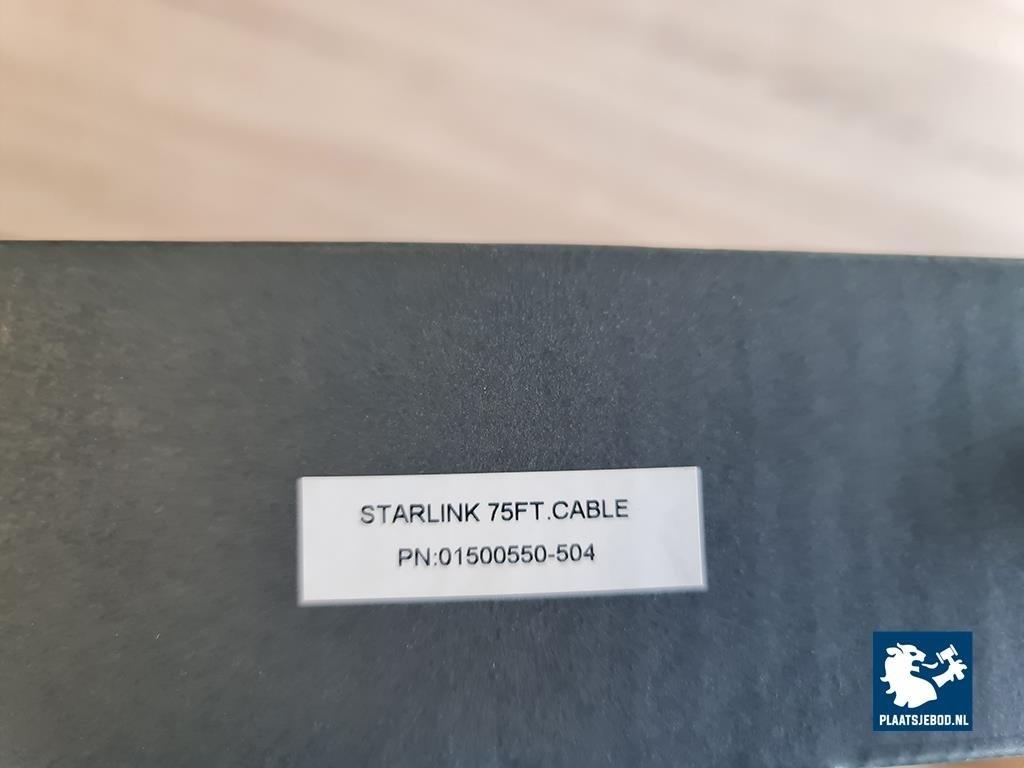 STARLINK 75FT.CABLE
PN:01500550-504
PLAATSJEBOD.NL